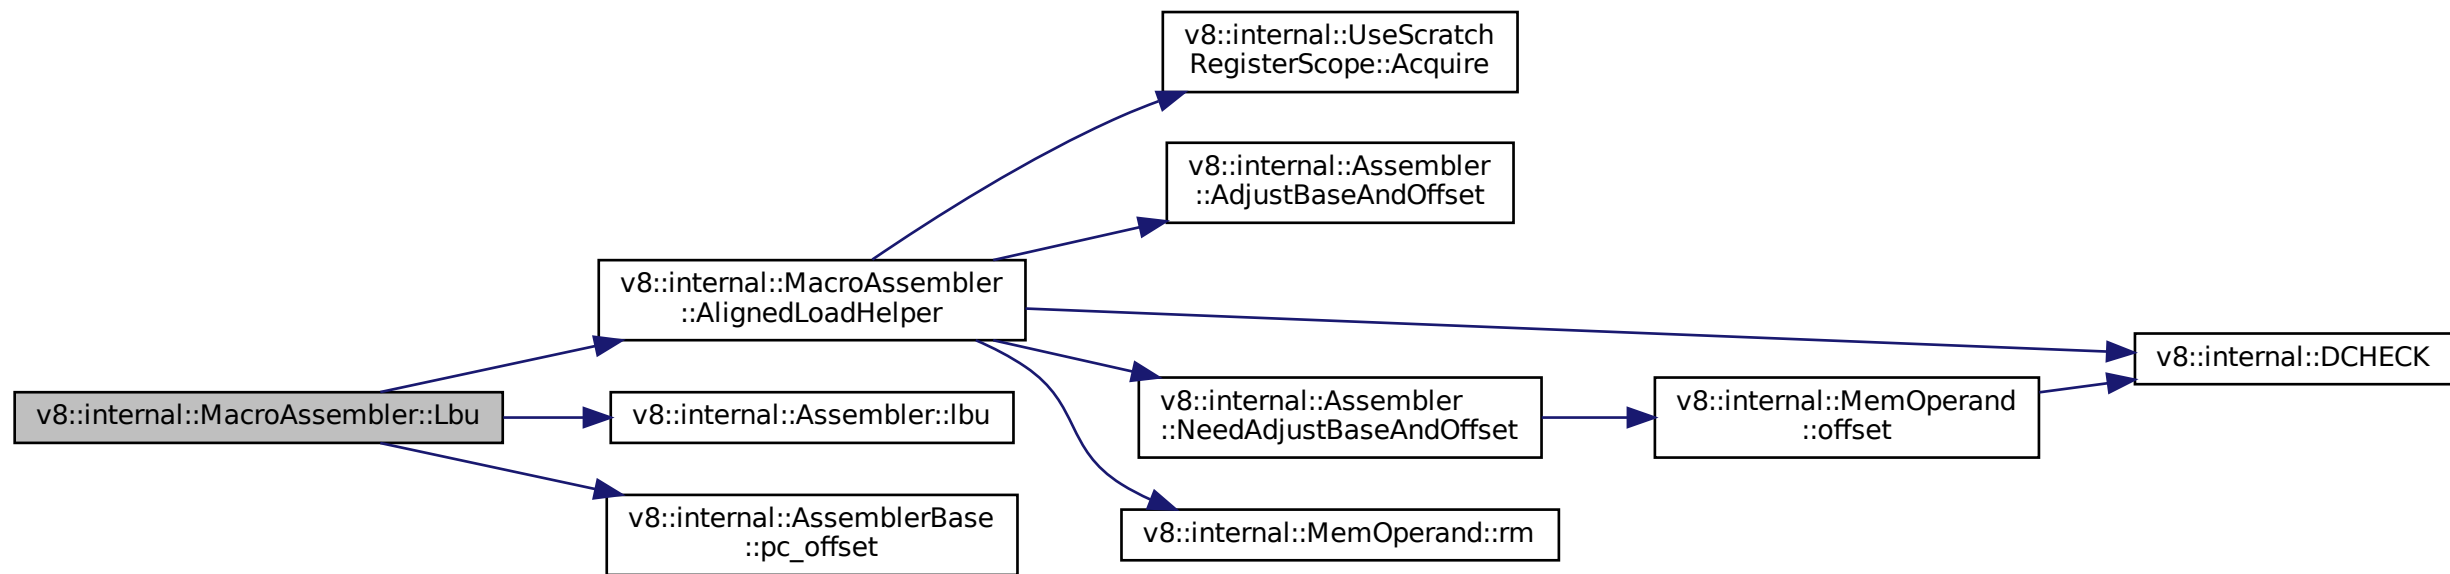 v8::internal::UseScratch
RegisterScope::Acquire
v8::internal::Assembler
::AdjustBaseAndOffset
v8::internal::MacroAssembler
::AlignedLoadHelper
v8::internal::DCHECK
v8::internal::MacroAssembler::Lbu
v8::internal::Assembler::lbu
v8::internal::Assembler
::NeedAdjustBaseAndOffset
v8::internal::MemOperand
::offset
v8::internal::AssemblerBase
::pc_offset
v8::internal::MemOperand::rm